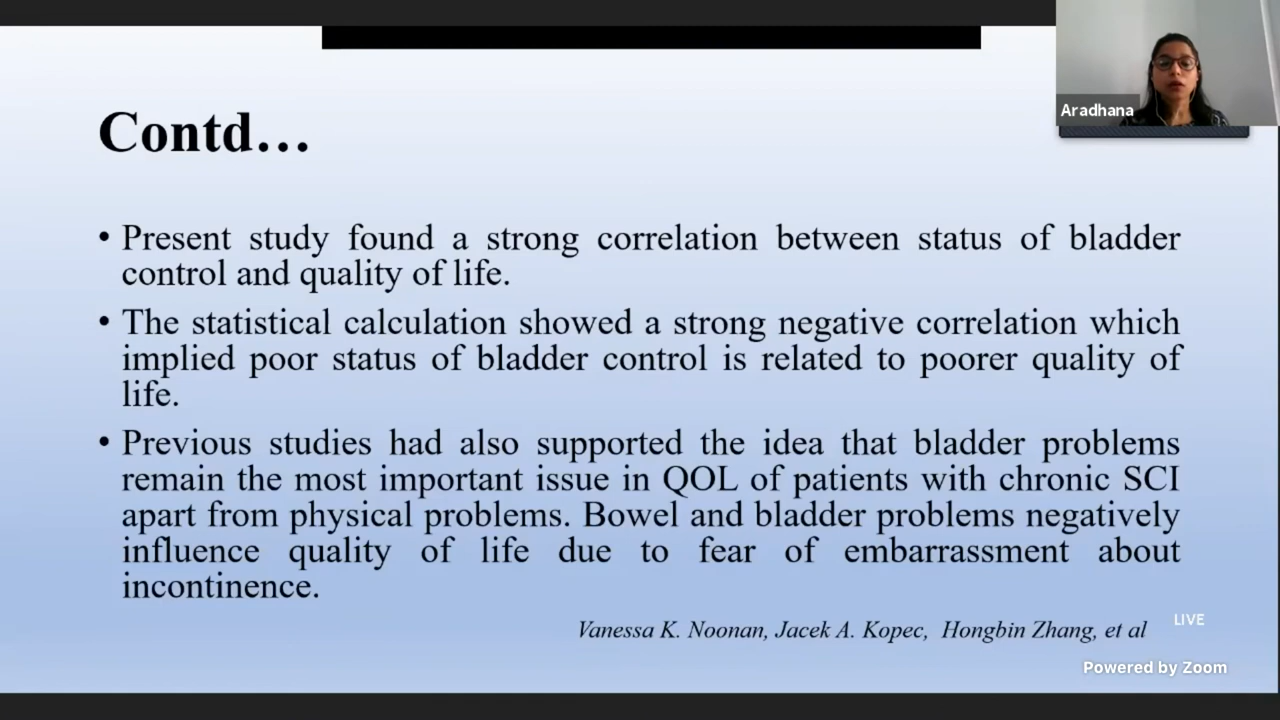 Aradhana
Contd…
• Present study found a strong correlation between status of bladder
control and quality of life.
• The statistical calculation showed a strong negative correlation which
implied poor status of bladder control is related to poorer quality of
life.
• Previous studies had also supported the idea that bladder problems
remain the most important issue in QOL of patients with chronic SCI
apart from physical problems. Bowel and bladder problems negatively
influence quality of life due to fear of embarrassment about
incontinence.
Vanessa K. Noonan, Jacek A. Kopec, Hongbin Zhang, et al
LIVE
Powered by Zoom